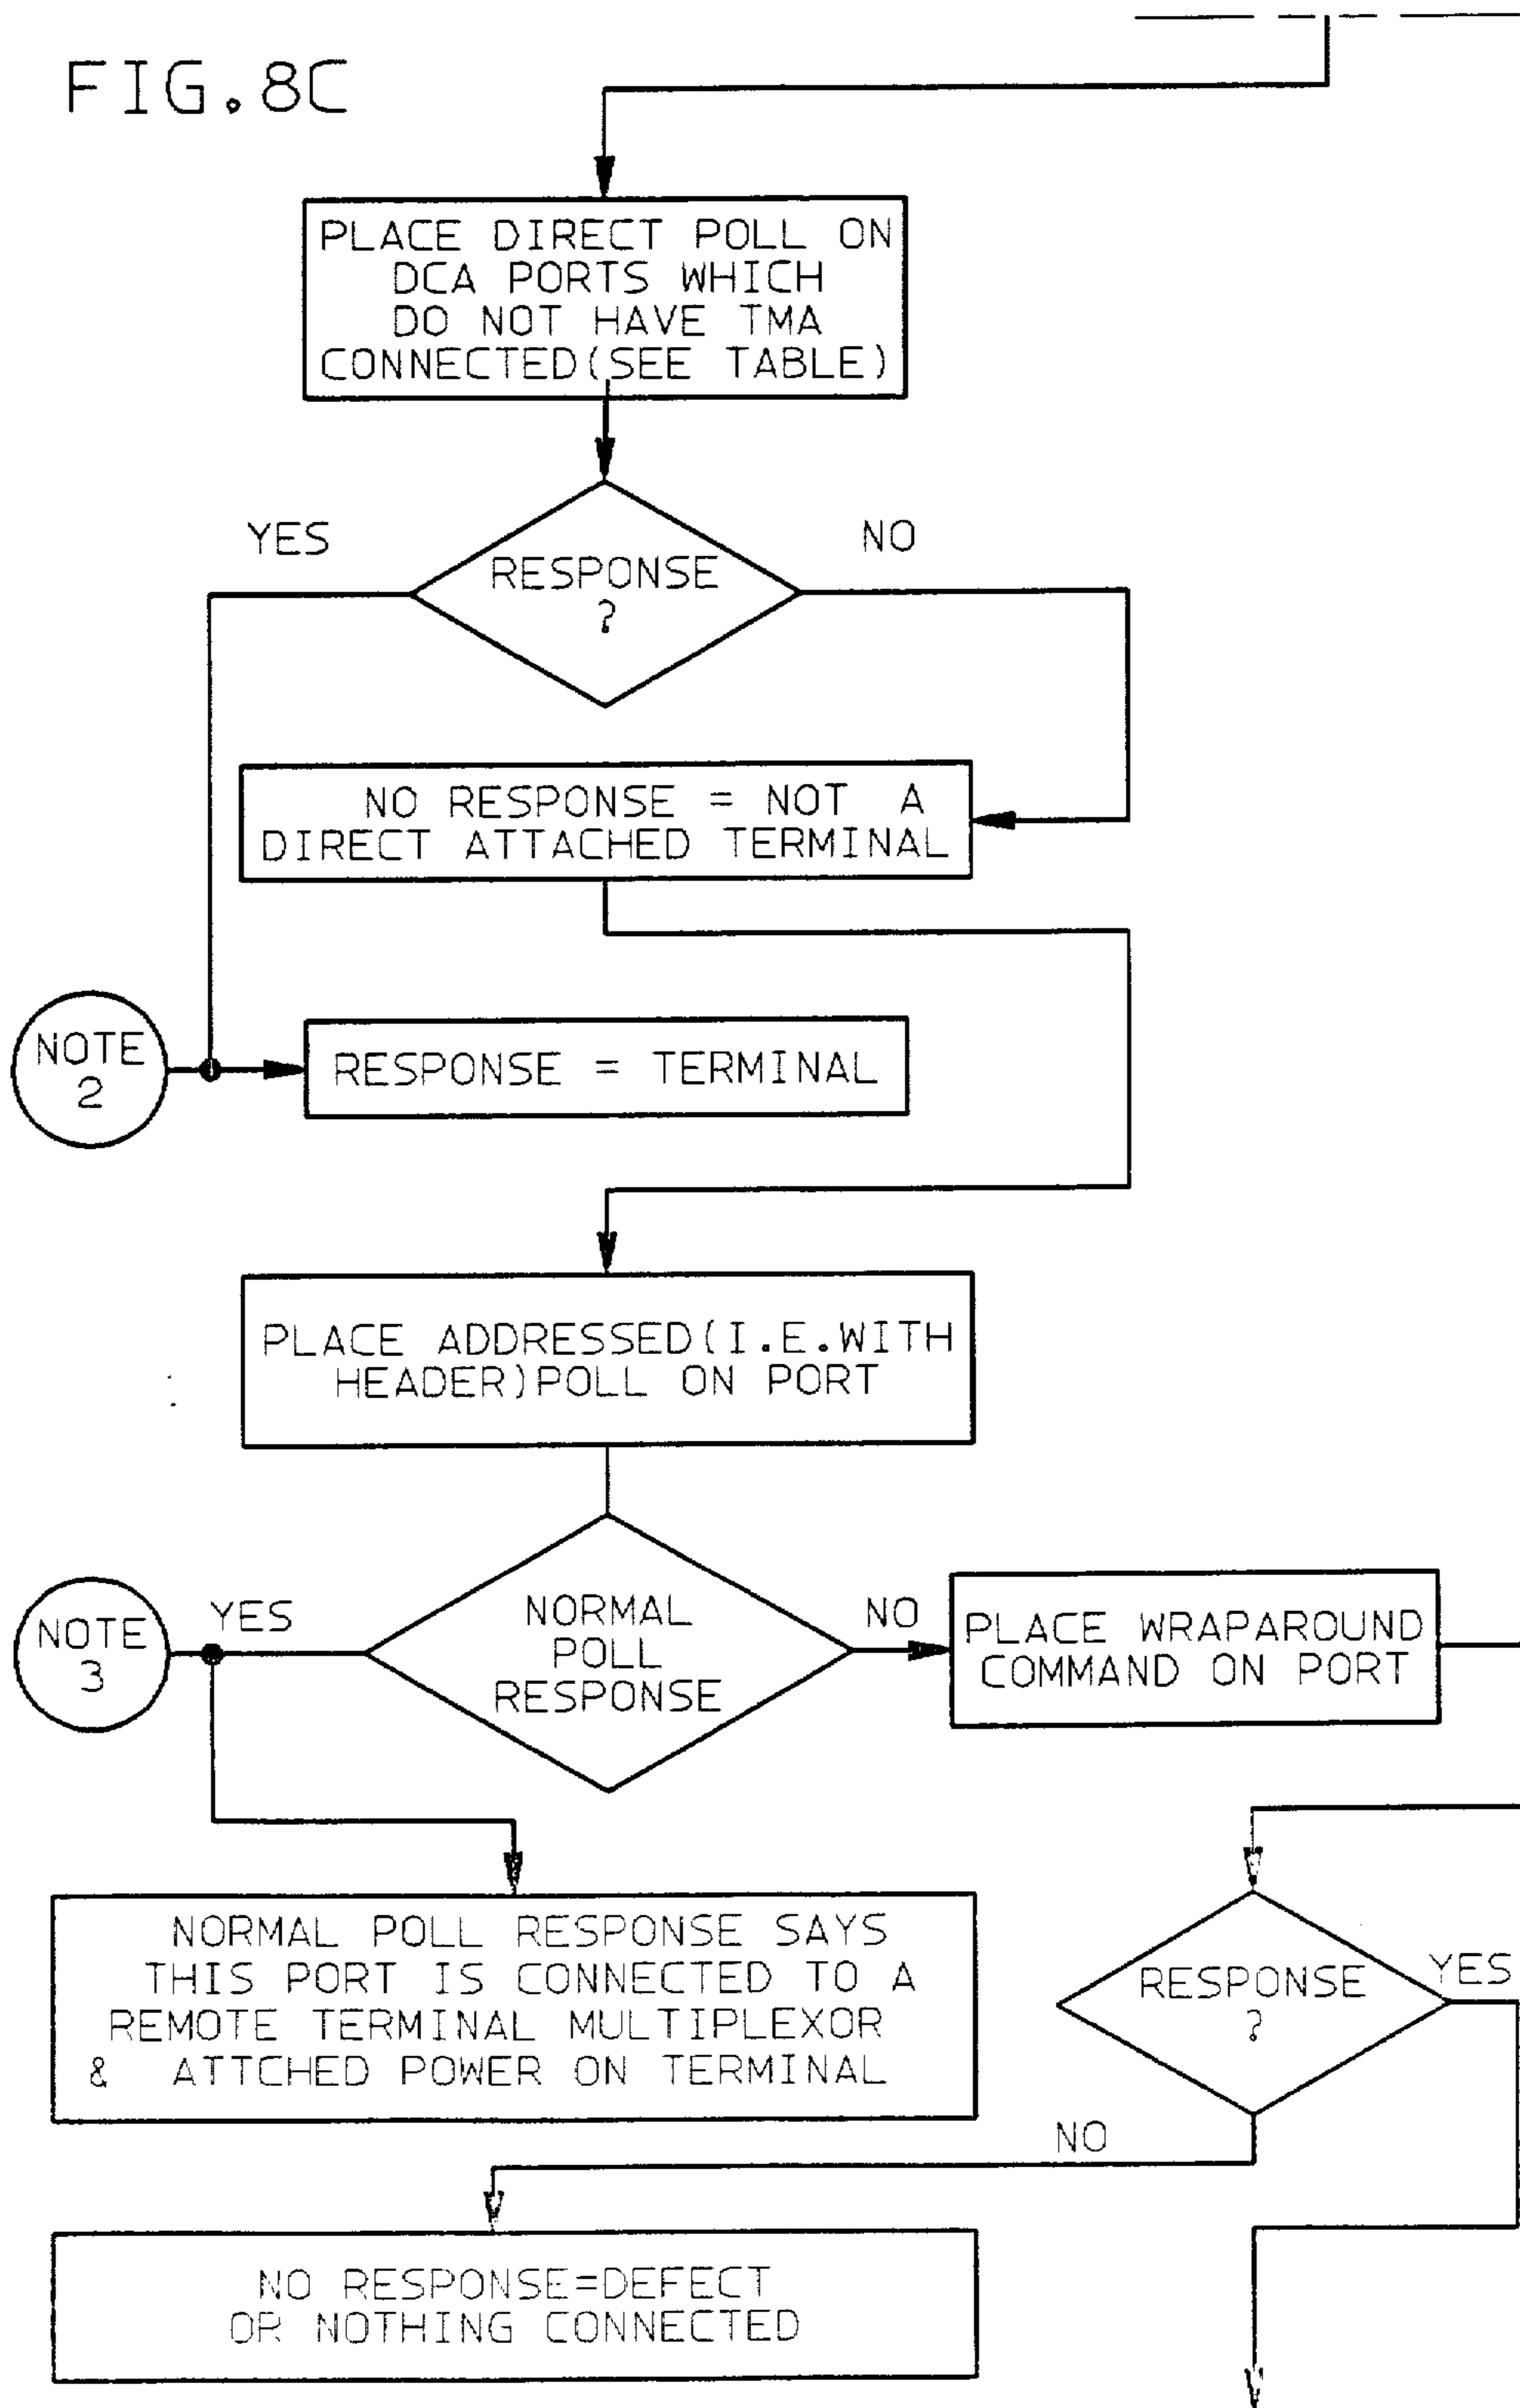 FIG.8C
PLACE DIRECT POLL ON
DCA PORTS WHICH
DO NOT HAVE TMA
CONNECTED(SEE TABLE)
YES
NO
RESPONSE
?
NO RESPONSE = NOT A
DIRECT ATTACHED TERMINAL
NOTE
2
RESPONSE = TERMINAL
PLACE ADDRESSED(I.E.WITH
HEADER)POLL ON PORT
NOTE
3
YES
NORMAL
POLL
RESPONSE
NO
PLACE WRAPAROUND
COMMAND ON PORT
NORMAL POLL RESPONSE SAYS
THIS PORT IS CONNECTED TO A
REMOTE TERMINAL MULTIPLEXOR
& ATTCHED POWER ON TERMINAL
RESPONSE
?
YES
NO
NO RESPONSE=DEFECT
OR NOTHING CONNECTED